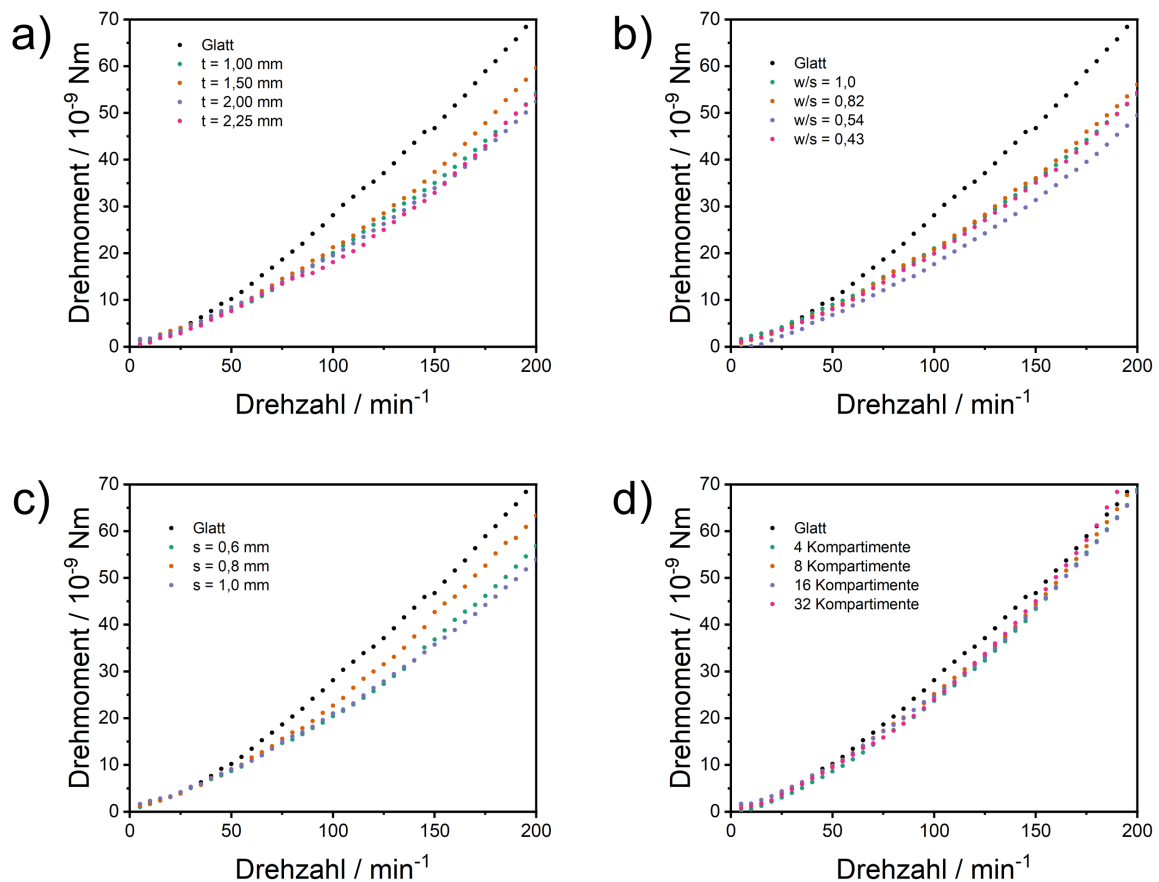 a)
Drehmoment / 10⁻⁹ Nm
70
60
50
40
30
20
10
0
Glatt
t = 1,00 mm
t = 1,50 mm
t = 2,00 mm
t = 2,25 mm
0 50 100 150 200
Drehzahl / min⁻¹
b)
Drehmoment / 10⁻⁹ Nm
70
60
50
40
30
20
10
0
Glatt
w/s = 1,0
w/s = 0,82
w/s = 0,54
w/s = 0,43
0 50 100 150 200
Drehzahl / min⁻¹
c)
Drehmoment / 10⁻⁹ Nm
70
60
50
40
30
20
10
0
Glatt
s = 0,6 mm
s = 0,8 mm
s = 1,0 mm
0 50 100 150 200
Drehzahl / min⁻¹
d)
Drehmoment / 10⁻⁹ Nm
70
60
50
40
30
20
10
0
Glatt
4 Kompartimente
8 Kompartimente
16 Kompartimente
32 Kompartimente
0 50 100 150 200
Drehzahl / min⁻¹